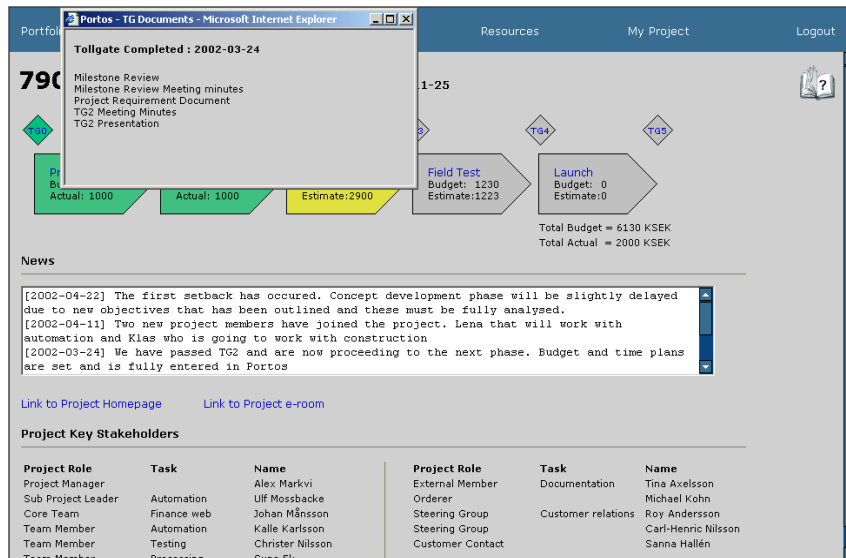 Portos - TG Documents - Microsoft Internet Explorer
Resources
My Project
Logout
Tollgate Completed : 2002-03-24
Milestone Review
Milestone Review Meeting minutes
Project Requirement Document
TG2 Meeting Minutes
TG2 Presentation
790
1-25
?
TG0
TG4
TG5
Actual: 1000
Actual: 1000
Estimate:2900
Field Test
Budget: 1230
Estimate:1223
Launch
Budget: 0
Estimate:0
Total Budget = 6130 KSEK
Total Actual = 2000 KSEK
News
[2002-04-22] The first setback has occured. Concept development phase will be slightly delayed
due to new objectives that has been outlined and these must be fully analysed.
[2002-04-11] Two new project members have joined the project. Lena that will work with
automation and Klas who is going to work with construction
[2002-03-24] We have passed TG2 and are now proceeding to the next phase. Budget and time plans
are set and is fully entered in Portos
Link to Project Homepage Link to Project e-room
Project Key Stakeholders
Project Role Task Name
Project Manager Alex Markvi
Sub Project Leader Automation Ulf Mossbacke
Core Team Finance web Johan Månsson
Team Member Automation Kalle Karlsson
Team Member Testing Christer Nilsson
Project Role Task Name
External Member Documentation Tina Axelsson
Orderer Michael Kohn
Steering Group Customer relations Roy Andersson
Steering Group Carl-Henric Nilsson
Customer Contact Sanna Hallén